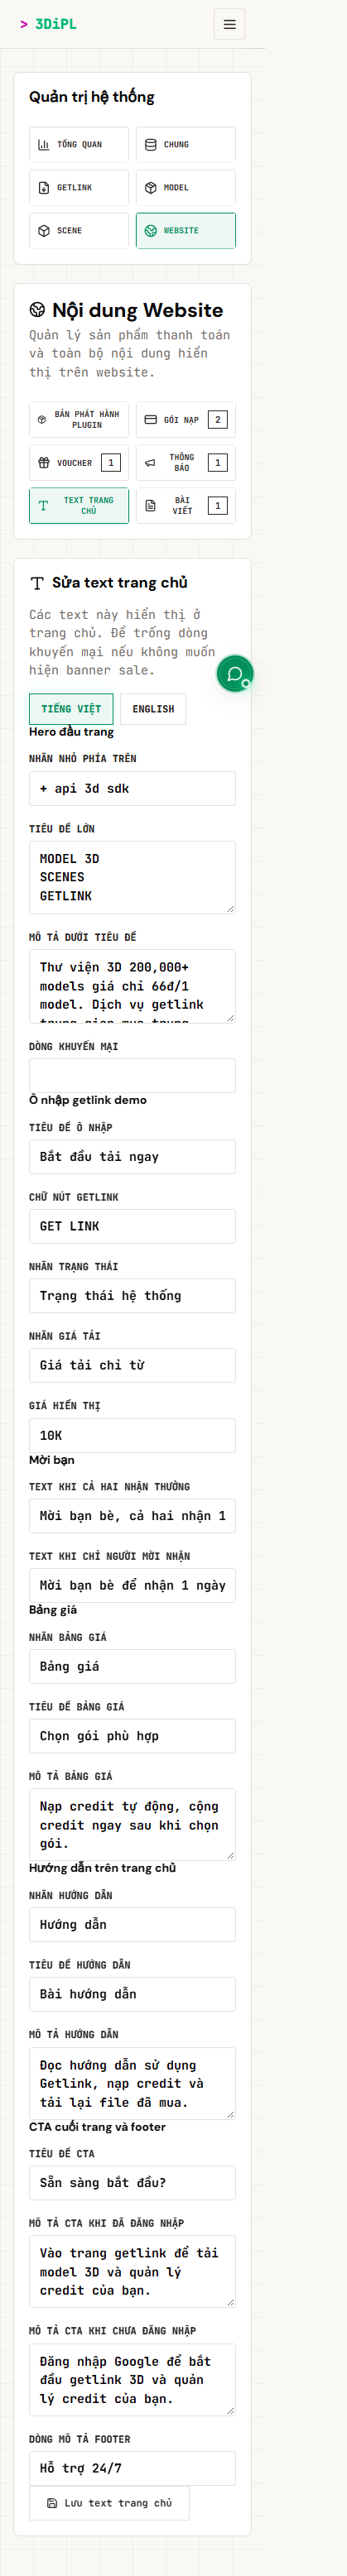 > 3DiPL
Quản trị hệ thống
TỔNG QUAN
CHUNG
GETLINK
MODEL
SCENE
WEBSITE
Nội dung Website
Quản lý sản phẩm thanh toán
và toàn bộ nội dung hiển
thị trên website.
BẢN PHÁT HÀNH
PLUGIN
GÓI NẠP 2
VOUCHER 1
THÔNG
BÁO 1
TEXT TRANG
CHỦ
BÀI
VIẾT 1
Sửa text trang chủ
Các text này hiển thị ở
trang chủ. Để trống dòng
khuyến mại nếu không muốn
hiện banner sale.
TIẾNG VIỆT
ENGLISH
Hero đầu trang
NHÃN NHỎ PHÍA TRÊN
+ api 3d sdk
TIÊU ĐỀ LỚN
MODEL 3D
SCENES
GETLINK
MÔ TẢ DƯỚI TIÊU ĐỀ
Thư viện 3D 200,000+
models giá chỉ 66đ/1
model. Dịch vụ getlink
trung gian mua trung
DÒNG KHUYẾN MẠI
Ô nhập getlink demo
TIÊU ĐỀ Ô NHẬP
Bắt đầu tải ngay
CHỮ NÚT GETLINK
GET LINK
NHÃN TRẠNG THÁI
Trạng thái hệ thống
NHÃN GIÁ TẢI
Giá tải chỉ từ
GIÁ HIỂN THỊ
10K
Mời bạn
TEXT KHI CẢ HAI NHẬN THƯỞNG
Mời bạn bè, cả hai nhận 1
TEXT KHI CHỈ NGƯỜI MỜI NHẬN
Mời bạn bè để nhận 1 ngày
Bảng giá
NHÃN BẢNG GIÁ
Bảng giá
TIÊU ĐỀ BẢNG GIÁ
Chọn gói phù hợp
MÔ TẢ BẢNG GIÁ
Nạp credit tự động, cộng
credit ngay sau khi chọn
gói.
Hướng dẫn trên trang chủ
NHÃN HƯỚNG DẪN
Hướng dẫn
TIÊU ĐỀ HƯỚNG DẪN
Bài hướng dẫn
MÔ TẢ HƯỚNG DẪN
Đọc hướng dẫn sử dụng
Getlink, nạp credit và
tải lại file đã mua.
CTA cuối trang và footer
TIÊU ĐỀ CTA
Sẵn sàng bắt đầu?
MÔ TẢ CTA KHI ĐÃ ĐĂNG NHẬP
Vào trang getlink để tải
model 3D và quản lý
credit của bạn.
MÔ TẢ CTA KHI CHƯA ĐĂNG NHẬP
Đăng nhập Google để bắt
đầu getlink 3D và quản
lý credit của bạn.
DÒNG MÔ TẢ FOOTER
Hỗ trợ 24/7
Lưu text trang chủ